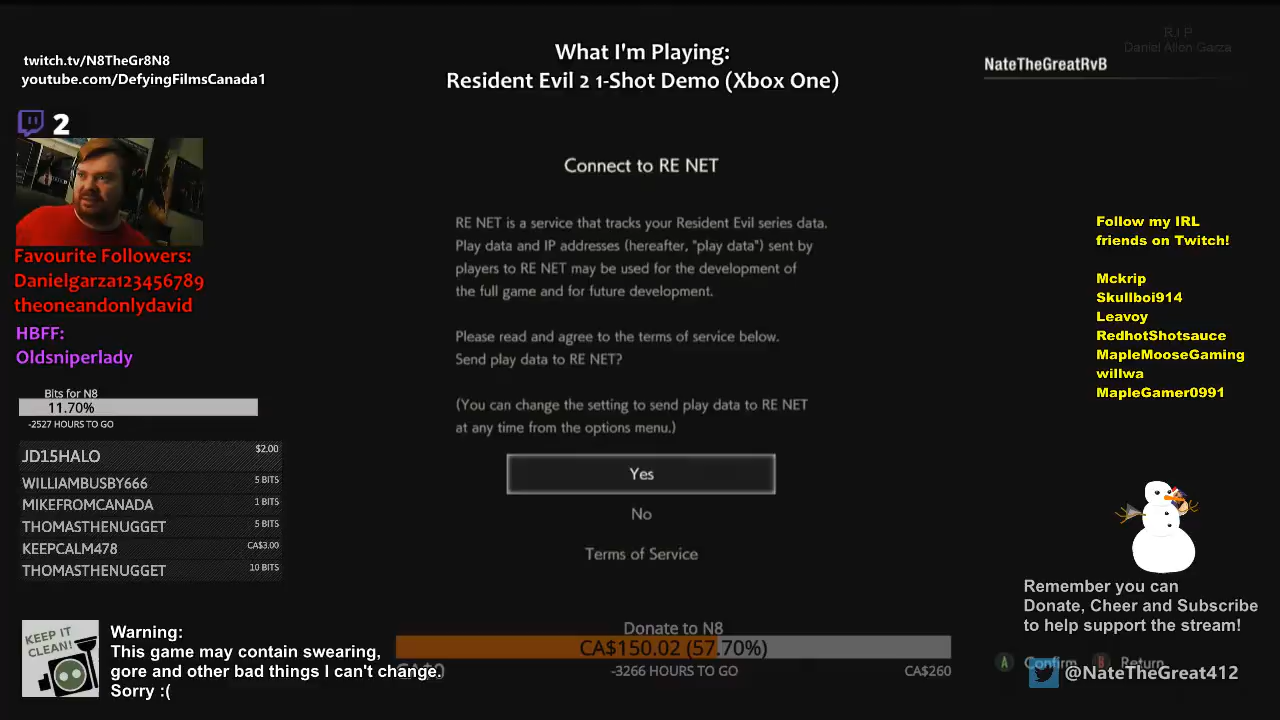 twitch.tv/N8TheGr8N8
youtube.com/DefyingFilmsCanada1
What I'm Playing:
Resident Evil 2 1-Shot Demo (Xbox One)
R.I.P
Daniel Allen Garza
NateTheGreatRvB
2
Favourite Followers:
Danielgarza123456789
theoneandonlydavid
HBFF:
Oldsniperlady
Bits for N8
11.70%
-2527 HOURS TO GO
JD15HALO $2.00
WILLIAMBUSBY666 5 BITS
MIKEFROMCANADA 1 BITS
THOMASTHENUGGET 5 BITS
KEEPCALM478 CA$3.00
THOMASTHENUGGET 10 BITS
KEEP IT
CLEAN!
Warning:
This game may contain swearing,
gore and other bad things I can't change.
Sorry :(
Connect to RE NET
RE NET is a service that tracks your Resident Evil series data.
Play data and IP addresses (hereafter, "play data") sent by
players to RE NET may be used for the development of
the full game and for future development.
Please read and agree to the terms of service below.
Send play data to RE NET?
(You can change the setting to send play data to RE NET
at any time from the options menu.)
Yes
No
Terms of Service
Donate to N8
CA$150.02 (57.70%)
CA$0
-3266 HOURS TO GO
CA$260
Follow my IRL
friends on Twitch!
Mckrip
Skullboi914
Leavoy
RedhotShotsauce
MapleMooseGaming
willwa
MapleGamer0991
Remember you can
Donate, Cheer and Subscribe
to help support the stream!
A Confirm B Return
@NateTheGreat412